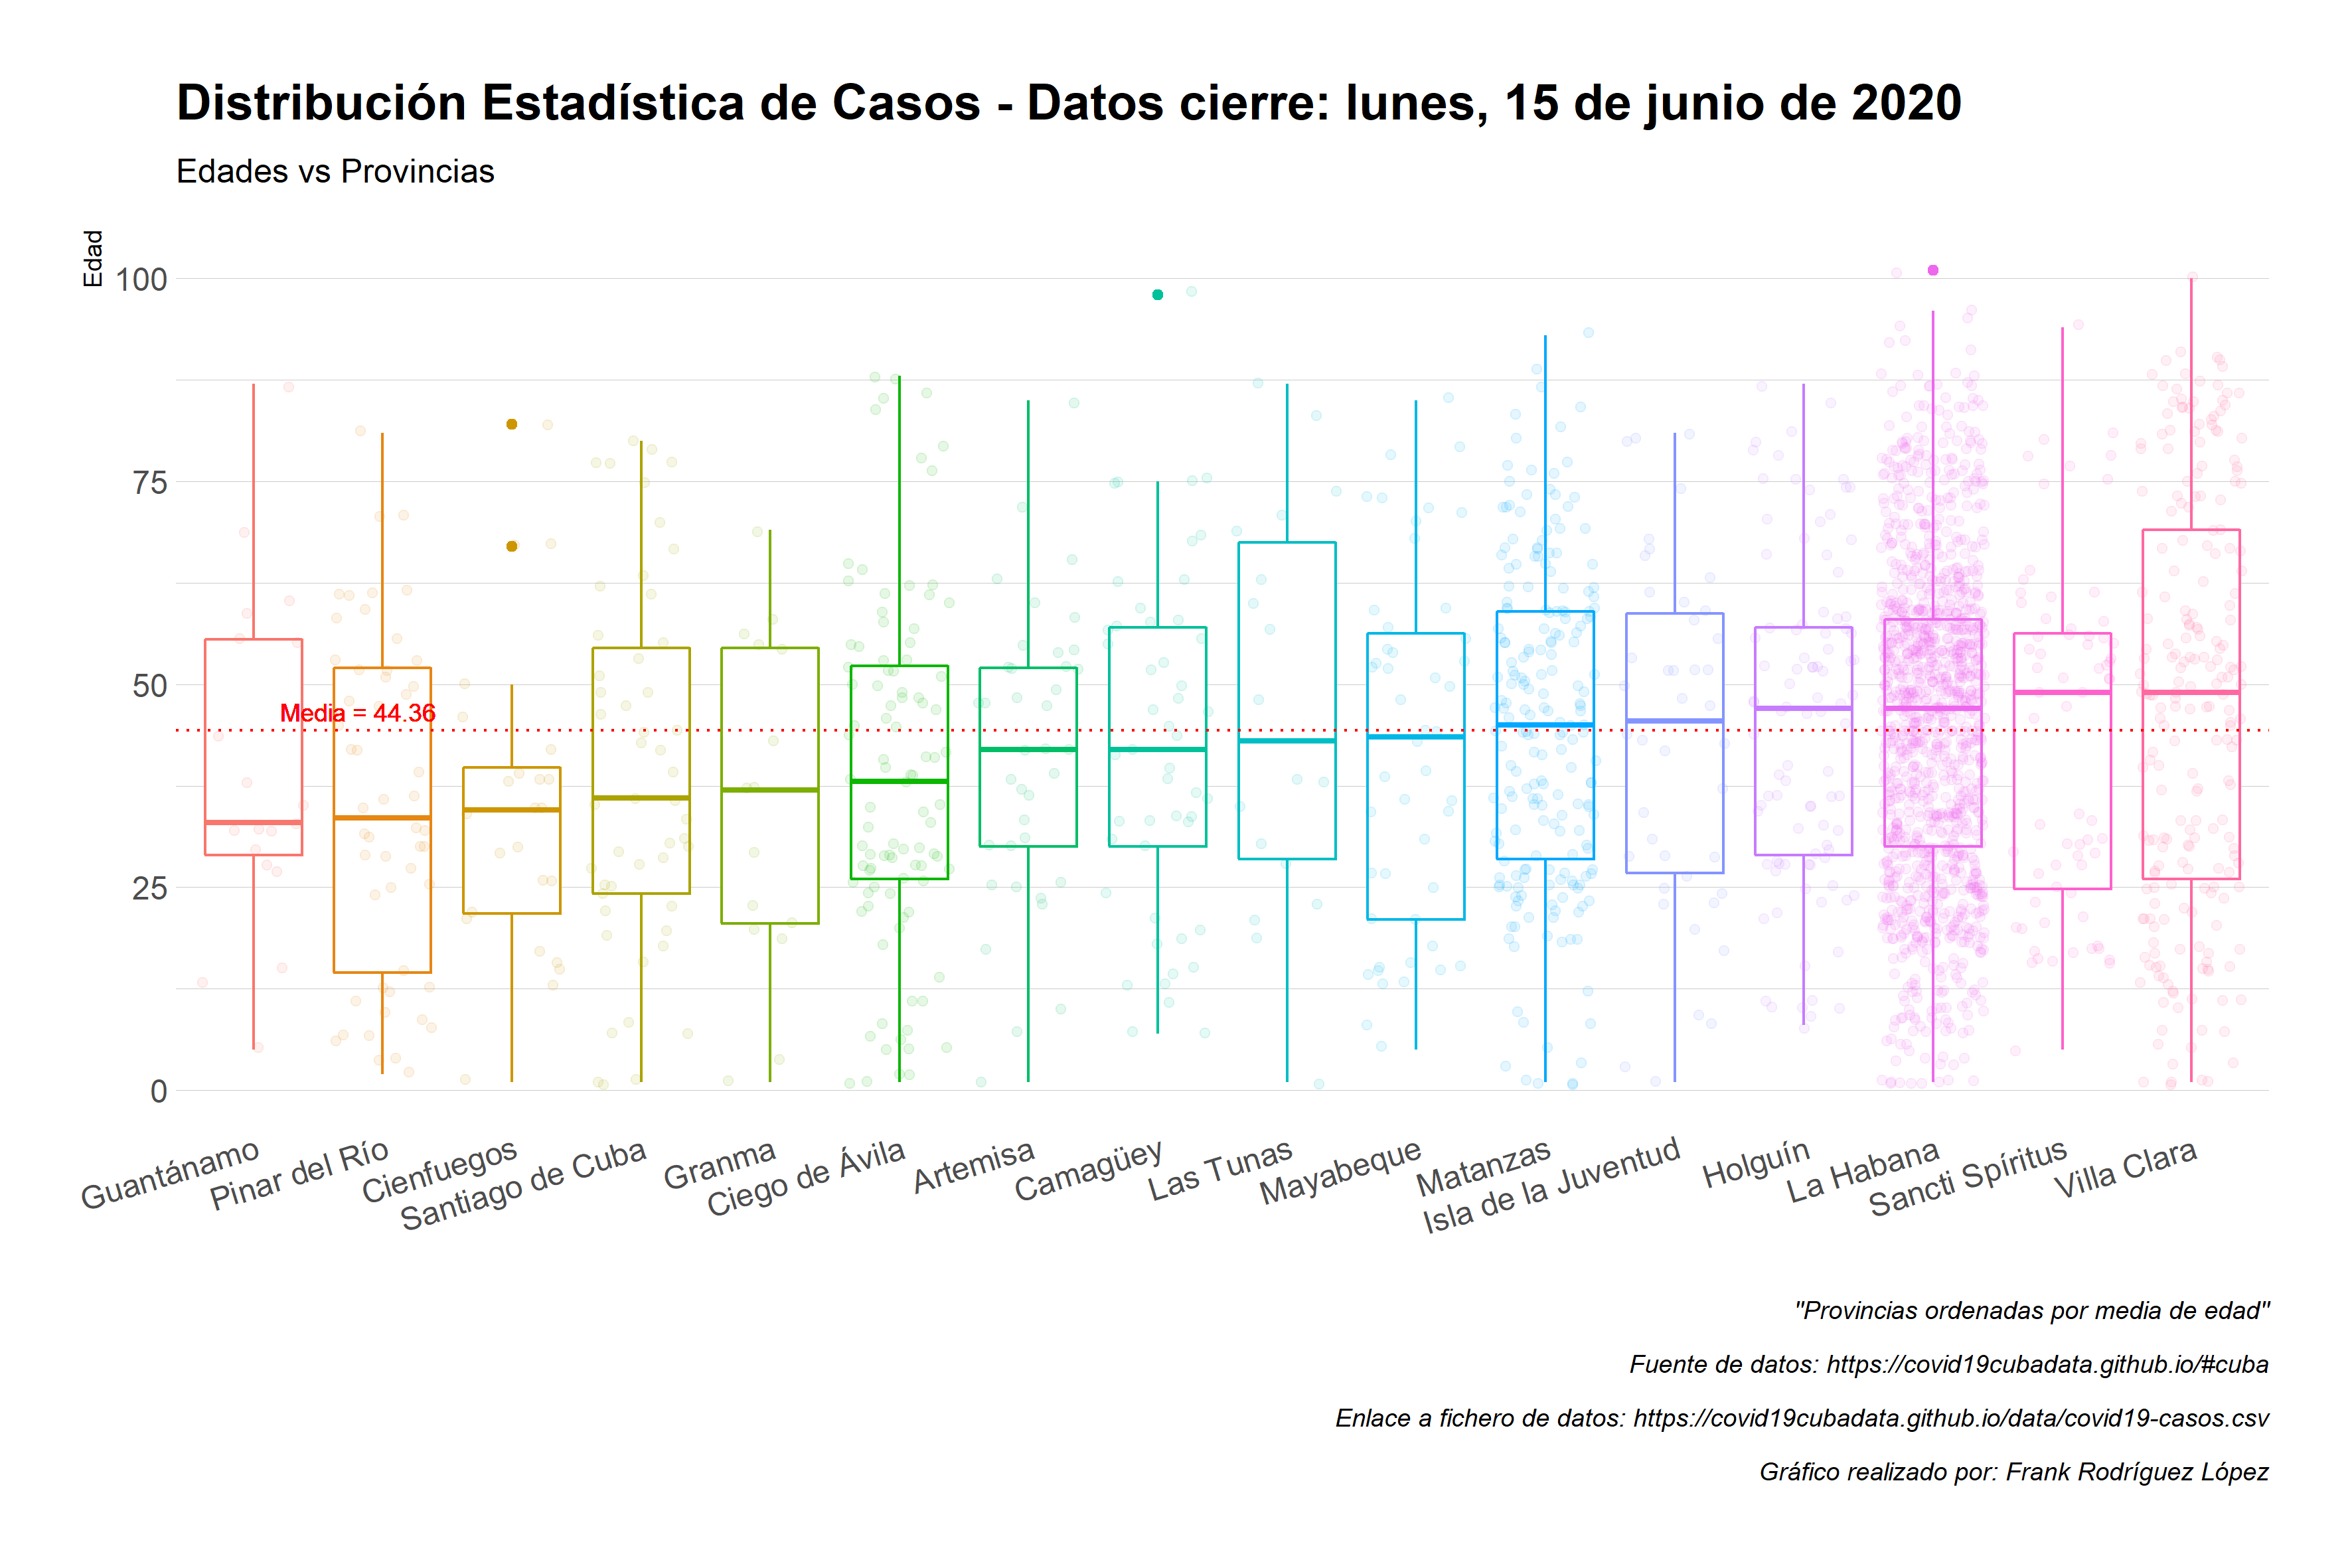 Distribución Estadística de Casos - Datos cierre: lunes, 15 de junio de 2020
Edades vs Provincias
Edad
100
75
50
25
0
Media = 44.36
Guantánamo
Pinar del Río
Cienfuegos
Santiago de Cuba
Granma
Ciego de Ávila
Artemisa
Camagüey
Las Tunas
Mayabeque
Matanzas
Isla de la Juventud
Holguín
La Habana
Sancti Spíritus
Villa Clara
"Provincias ordenadas por media de edad"
Fuente de datos: https://covid19cubadata.github.io/#cuba
Enlace a fichero de datos: https://covid19cubadata.github.io/data/covid19-casos.csv
Gráfico realizado por: Frank Rodríguez López